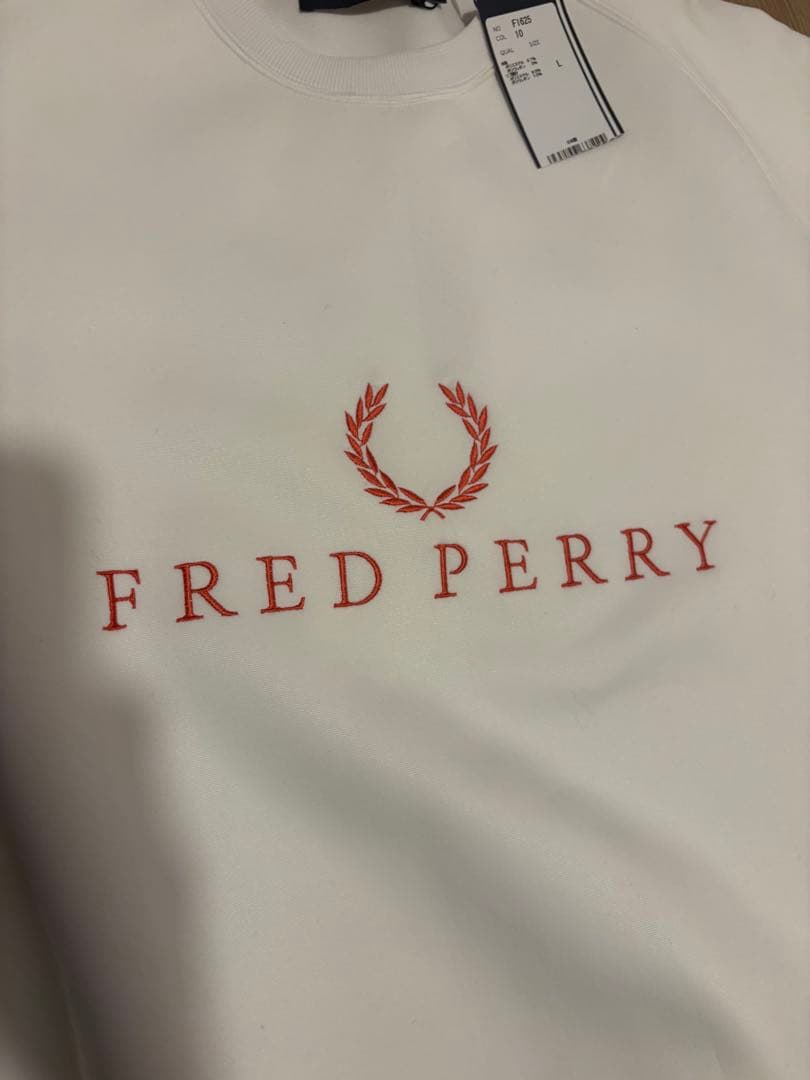 NO F1625
COL 10
QUAL SIZE
L
FRED PERRY